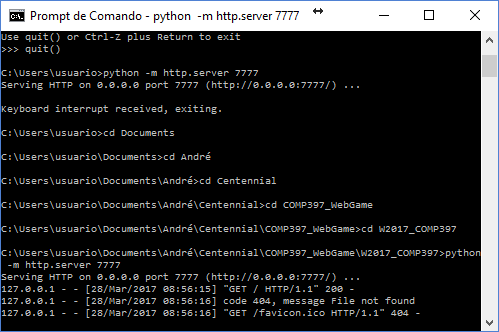 Prompt de Comando - python  -m http.server 7777
Use quit() or Ctrl-Z plus Return to exit
>>> quit()
C:\Users\usuario>python -m http.server 7777
Serving HTTP on 0.0.0.0 port 7777 (http://0.0.0.0:7777/) ...
Keyboard interrupt received, exiting.
C:\Users\usuario>cd Documents
C:\Users\usuario\Documents>cd André
C:\Users\usuario\Documents\André>cd Centennial
C:\Users\usuario\Documents\André\Centennial>cd COMP397_WebGame
C:\Users\usuario\Documents\André\Centennial\COMP397_WebGame>cd W2017_COMP397
C:\Users\usuario\Documents\André\Centennial\COMP397_WebGame\W2017_COMP397>python
 -m http.server 7777
Serving HTTP on 0.0.0.0 port 7777 (http://0.0.0.0:7777/) ...
127.0.0.1 - - [28/Mar/2017 08:56:15] "GET / HTTP/1.1" 200 -
127.0.0.1 - - [28/Mar/2017 08:56:16] code 404, message File not found
127.0.0.1 - - [28/Mar/2017 08:56:16] "GET /favicon.ico HTTP/1.1" 404 -